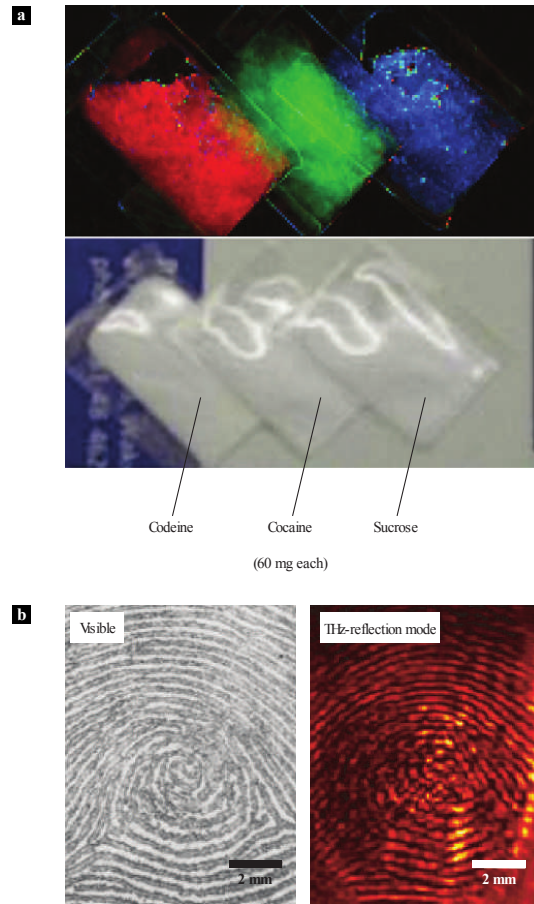 a
Codeine Cocaine Sucrose
(60 mg each)
b
Visible THz-reflection mode
2 mm 2 mm